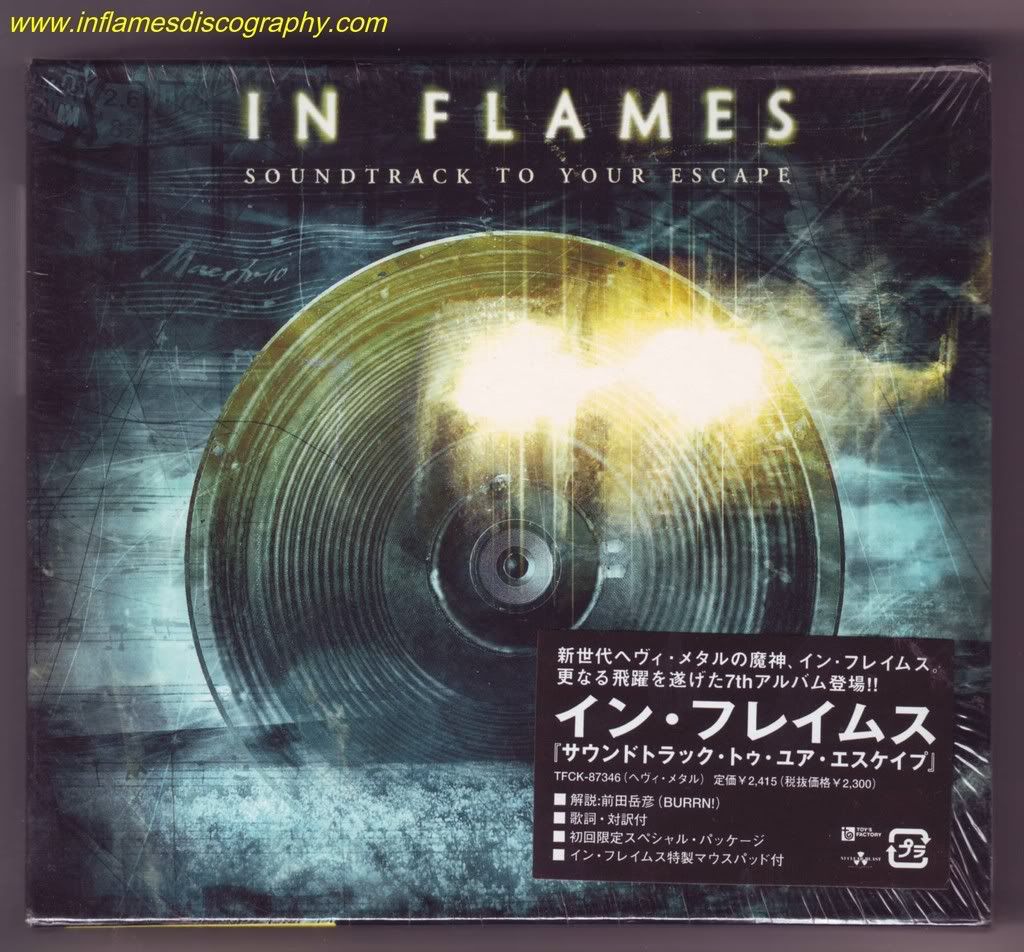 www.inflamesdiscography.com
IN FLAMES
SOUNDTRACK TO YOUR ESCAPE
新世代ヘヴィ・メタルの魔神、イン・フレイムス。
更なる飛躍を遂げた7thアルバム登場!!
イン・フレイムス
『サウンドトラック・トゥ・ユア・エスケイプ』
TFCK-87346(ヘヴィ・メタル) 定価¥2,415(税抜価格¥2,300)
■解説:前田岳彦(BURRN!)
■歌詞・対訳付
■初回限定スペシャル・パッケージ
■イン・フレイムス特製マウスパッド付
TOY'S
FACTORY
NUCLEAR BLAST
プラ